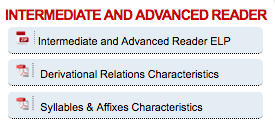 INTERMEDIATE AND ADVANCED READER
Intermediate and Advanced Reader ELP
Derivational Relations Characteristics
Syllables & Affixes Characteristics